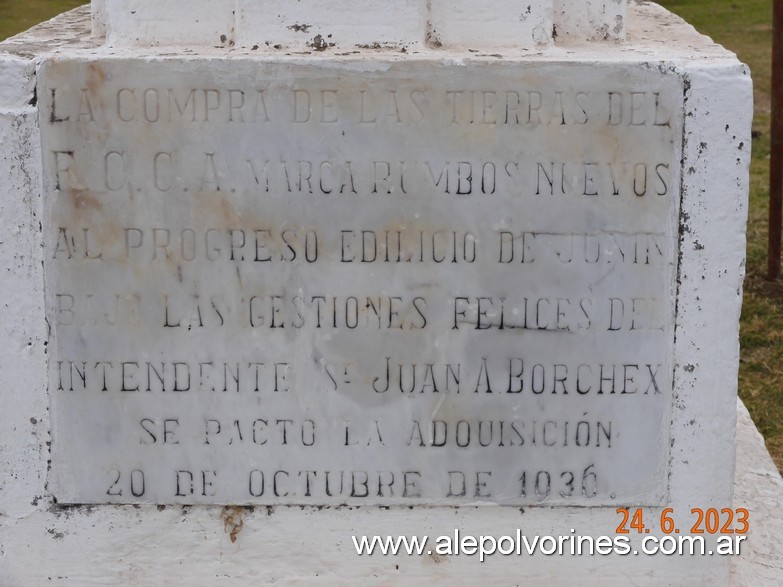 LA COMPRA DE LAS TIERRAS DEL
F.C.C.A. MARCA RUMBOS NUEVOS
AL PROGRESO EDILICIO DE JUNIN
BAJO LAS GESTIONES FELICES DEL
INTENDENTE Sr JUAN A. BORCHEX
SE PACTO LA ADQUISICIÓN
20 DE OCTUBRE DE 1936.
24. 6. 2023
www.alepolvorines.com.ar